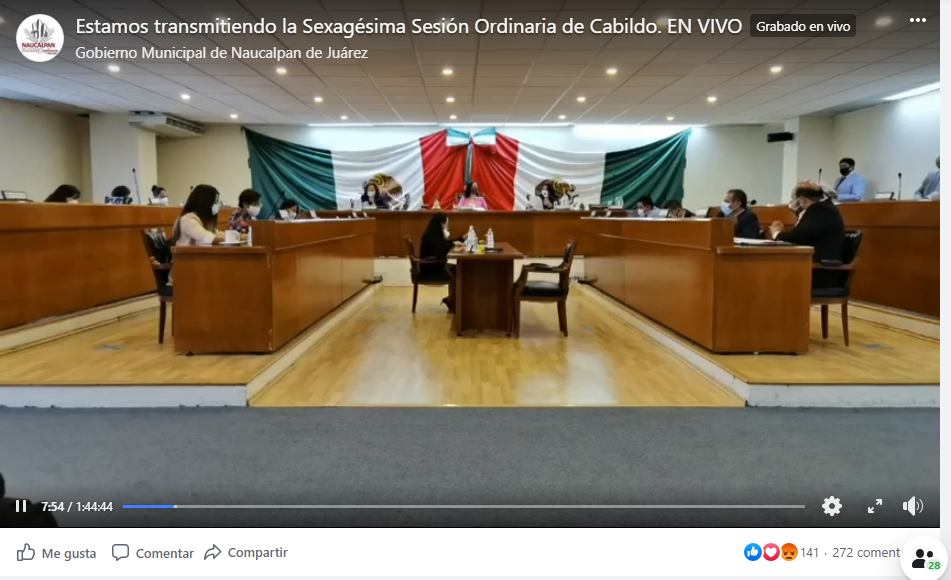 Estamos transmitiendo la Sexagésima Sesión Ordinaria de Cabildo. EN VIVO
Grabado en vivo
NAUCALPAN
Gobierno Municipal de Naucalpan de Juárez
7:54 / 1:44:44
Me gusta
Comentar
Compartir
141 · 272 coment
28